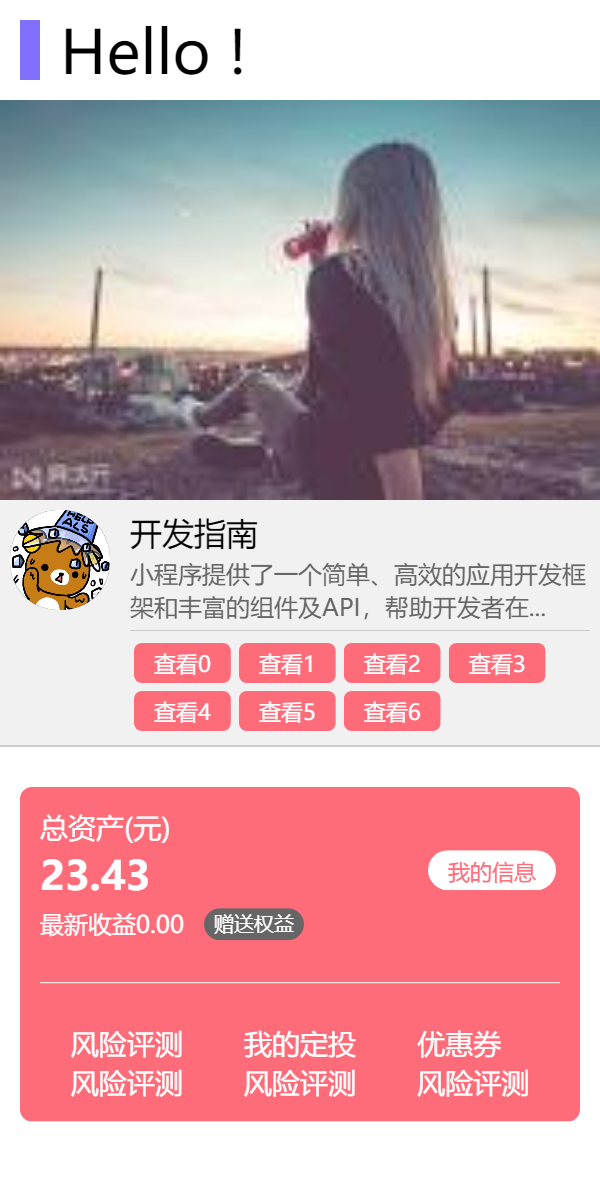 Hello !
HELP
ALS
开发指南
小程序提供了一个简单、高效的应用开发框
架和丰富的组件及API，帮助开发者在...
查看0 查看1 查看2 查看3
查看4 查看5 查看6
总资产(元)
23.43
我的信息
最新收益0.00 赠送权益
风险评测 我的定投 优惠券
风险评测 风险评测 风险评测